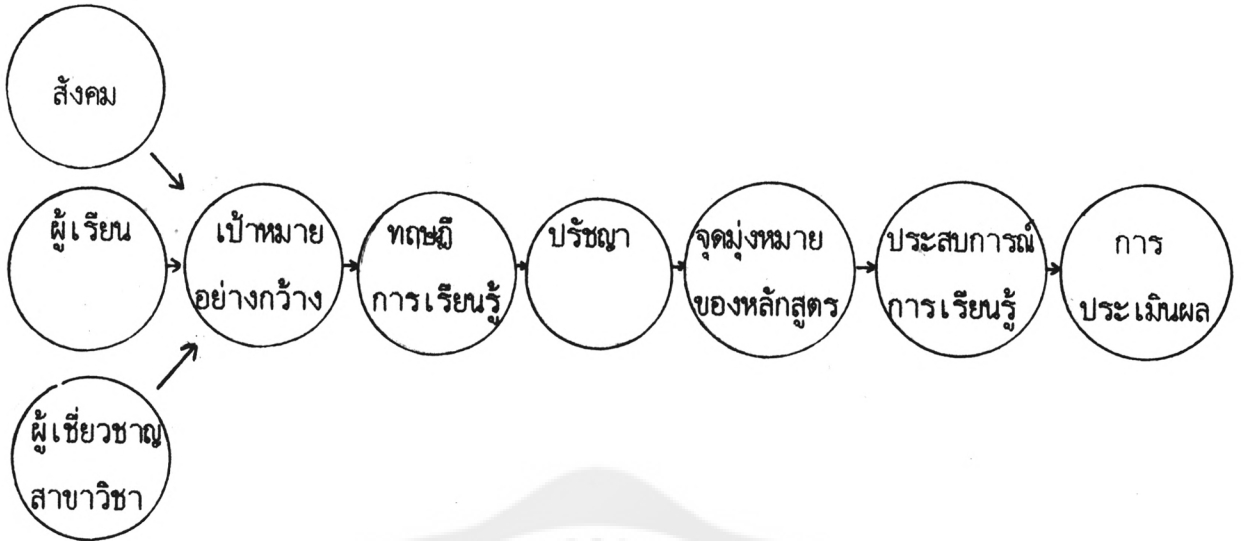 สังคม
ผู้เรียน
ผู้เชี่ยวชาญ
สาขาวิชา
เป้าหมาย
อย่างกว้าง
ทฤษฎี
การเรียนรู้
ปรัชญา
จุดมุ่งหมาย
ของหลักสูตร
ประสบการณ์
การเรียนรู้
การ
ประเมินผล